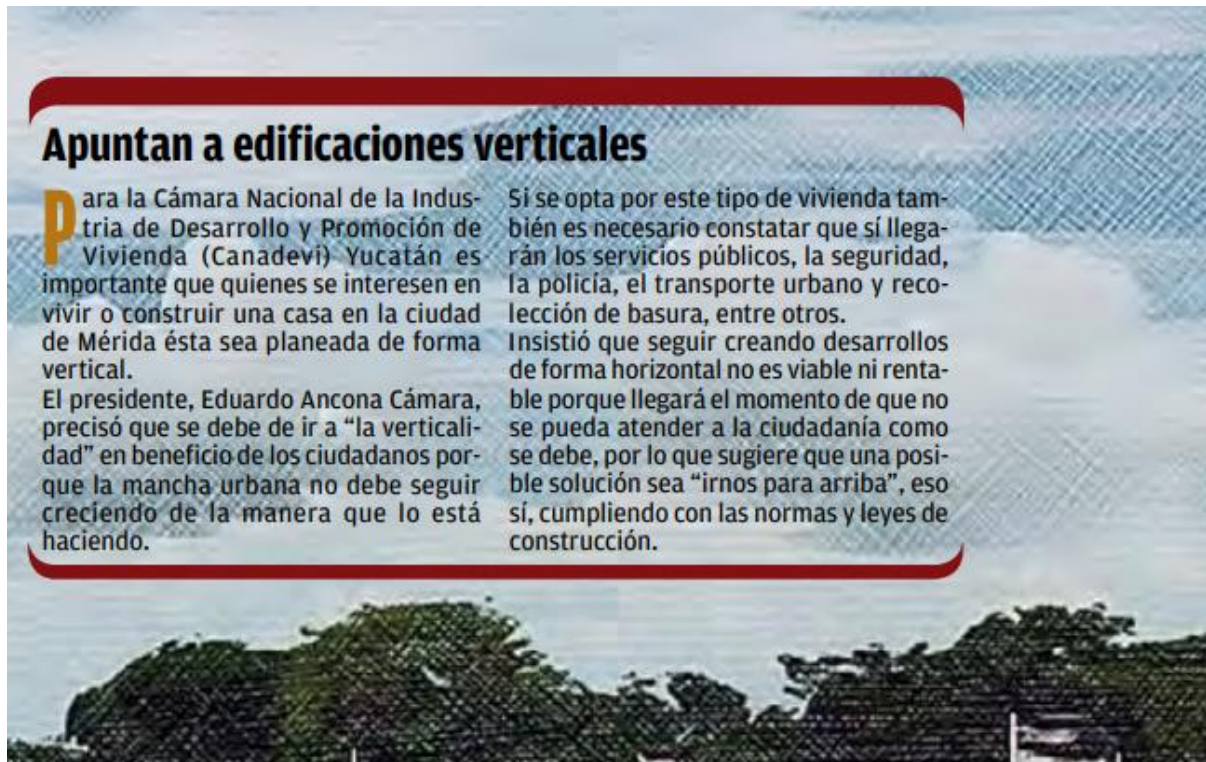 Apuntan a edificaciones verticales
Para la Cámara Nacional de la Indus-
tria de Desarrollo y Promoción de
Vivienda (Canadevi) Yucatán es
importante que quienes se interesen en
vivir o construir una casa en la ciudad
de Mérida ésta sea planeada de forma
vertical.
El presidente, Eduardo Ancona Cámara,
precisó que se debe de ir a “la verticali-
dad” en beneficio de los ciudadanos por-
que la mancha urbana no debe seguir
creciendo de la manera que lo está
haciendo.
Si se opta por este tipo de vivienda tam-
bién es necesario constatar que sí llega-
rán los servicios públicos, la seguridad,
la policía, el transporte urbano y reco-
lección de basura, entre otros.
Insistió que seguir creando desarrollos
de forma horizontal no es viable ni renta-
ble porque llegará el momento de que no
se pueda atender a la ciudadanía como
se debe, por lo que sugiere que una posi-
ble solución sea “irnos para arriba”, eso
sí, cumpliendo con las normas y leyes de
construcción.